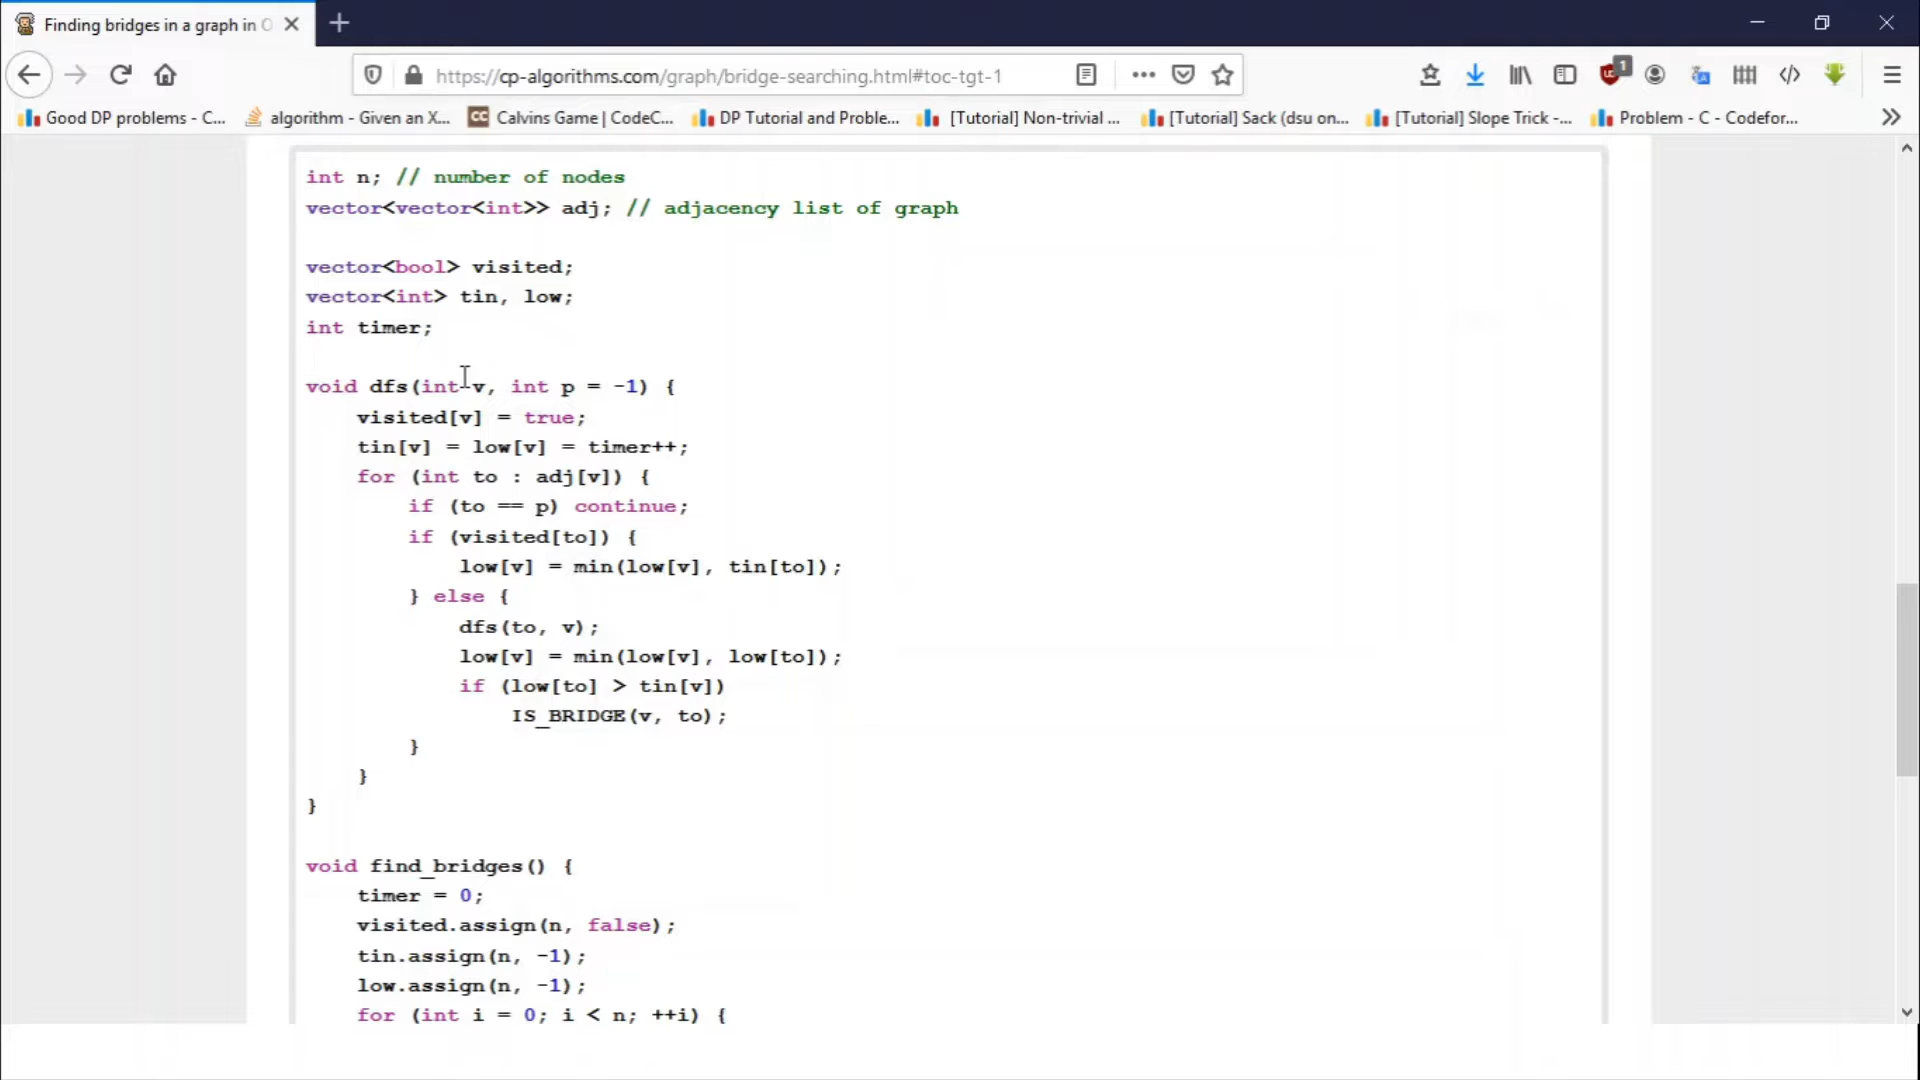 Finding bridges in a graph in O
https://cp-algorithms.com/graph/bridge-searching.html#toc-tgt-1
1
Good DP problems - C...
algorithm - Given an X...
CC Calvins Game | CodeC...
DP Tutorial and Proble...
[Tutorial] Non-trivial ...
[Tutorial] Sack (dsu on...
[Tutorial] Slope Trick -...
Problem - C - Codefor...
int n; // number of nodes
vector<vector<int>> adj; // adjacency list of graph
vector<bool> visited;
vector<int> tin, low;
int timer;
void dfs(int v, int p = -1) {
    visited[v] = true;
    tin[v] = low[v] = timer++;
    for (int to : adj[v]) {
        if (to == p) continue;
        if (visited[to]) {
            low[v] = min(low[v], tin[to]);
        } else {
            dfs(to, v);
            low[v] = min(low[v], low[to]);
            if (low[to] > tin[v])
                IS_BRIDGE(v, to);
        }
    }
}
void find_bridges() {
    timer = 0;
    visited.assign(n, false);
    tin.assign(n, -1);
    low.assign(n, -1);
    for (int i = 0; i < n; ++i) {